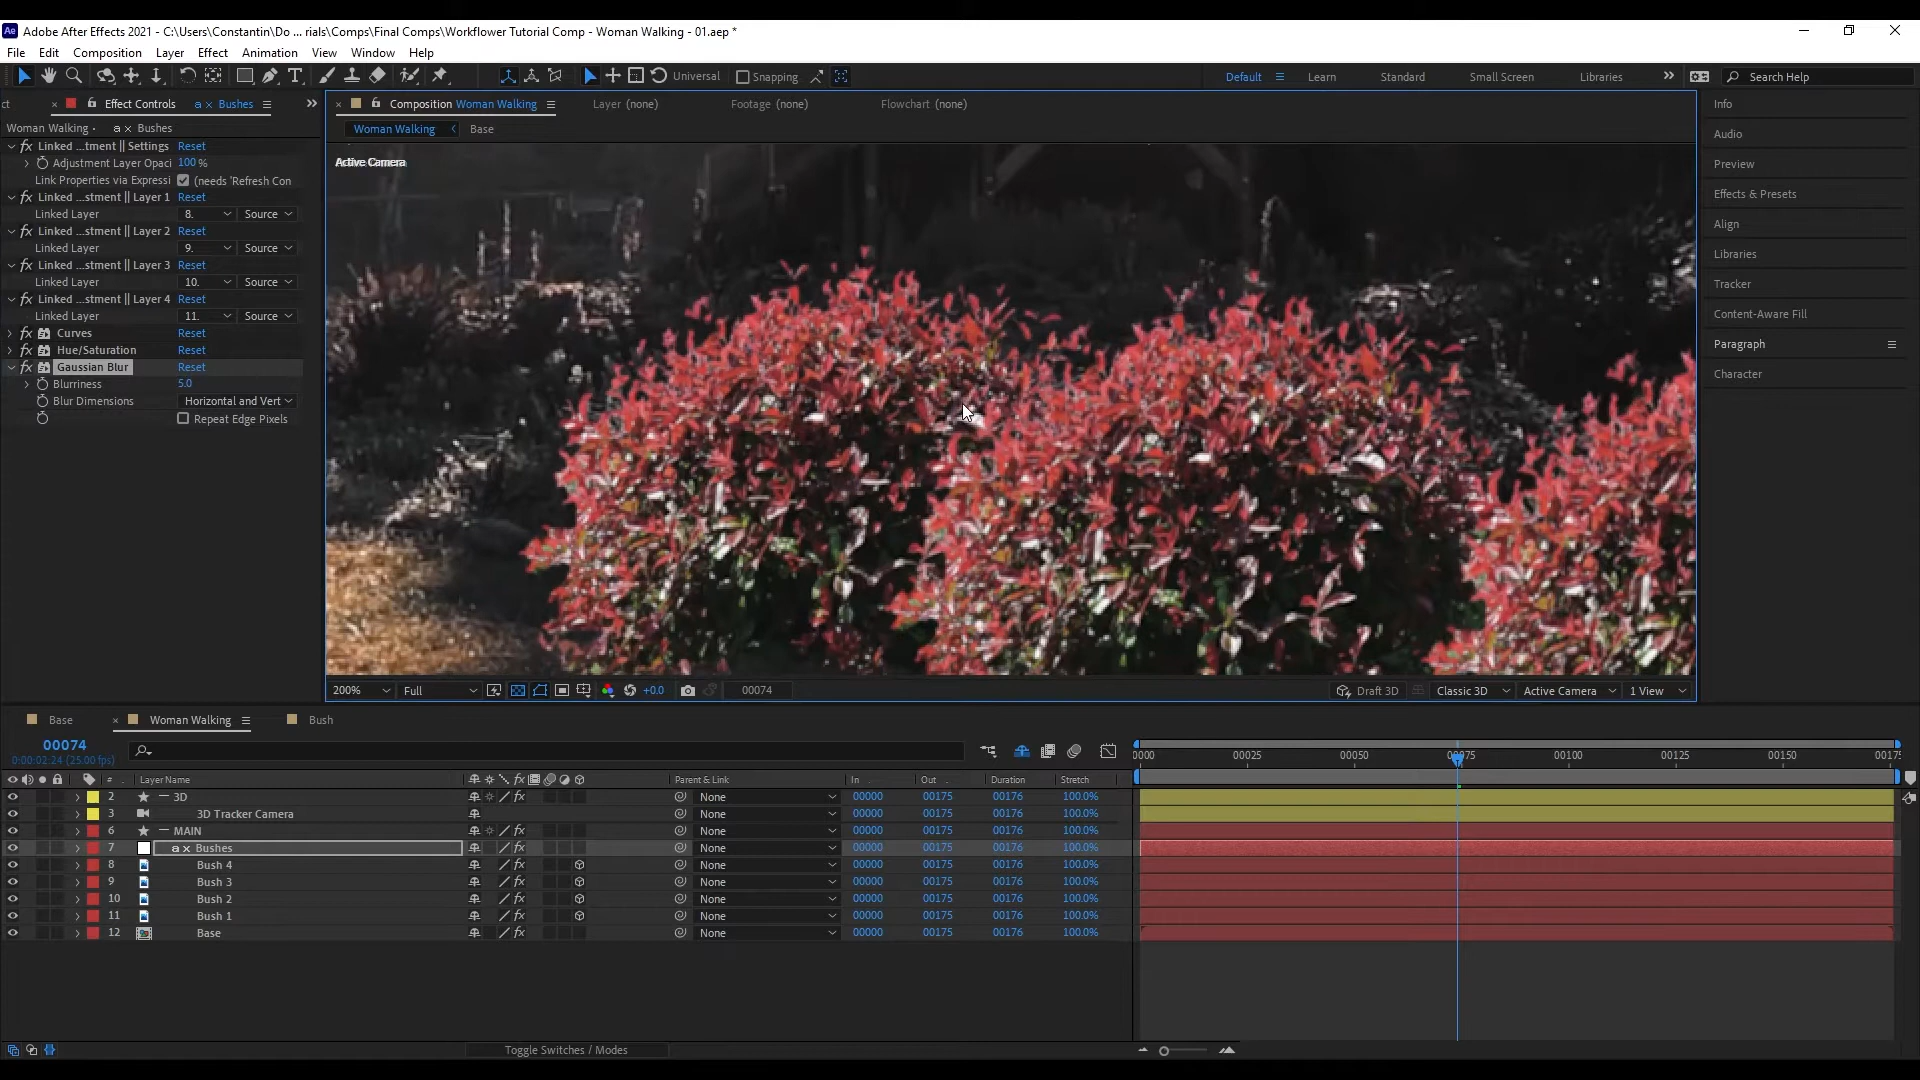 Adobe After Effects 2021 - C:\Users\Constantin\Do ... rials\Comps\Final Comps\Workflower Tutorial Comp - Woman Walking - 01.aep *
File Edit Composition Layer Effect Animation View Window Help
Universal Snapping Default Learn Standard Small Screen Libraries Search Help
ct Effect Controls Bushes
Composition Woman Walking Layer (none) Footage (none) Flowchart (none)
Woman Walking • Bushes
Woman Walking Base
Linked ...tment || Settings Reset
Adjustment Layer Opaci 100 %
Link Properties via Expressi (needs 'Refresh Con
Linked ...stment || Layer 1 Reset
Linked Layer 8. Source
Linked ...stment || Layer 2 Reset
Linked Layer 9. Source
Linked ...stment || Layer 3 Reset
Linked Layer 10. Source
Linked ...stment || Layer 4 Reset
Linked Layer 11. Source
fx Curves Reset
fx Hue/Saturation Reset
fx Gaussian Blur Reset
Blurriness 5.0
Blur Dimensions Horizontal and Vert
Repeat Edge Pixels
Active Camera
200% Full +0.0 00074 Draft 3D Classic 3D Active Camera 1 View
Info
Audio
Preview
Effects & Presets
Align
Libraries
Tracker
Content-Aware Fill
Paragraph
Character
Base Woman Walking Bush
00074
0:00:02:24 (25.00 fps)
0000 00025 00050 00075 00100 00125 00150 0017
# Layer Name Parent & Link In Out Duration Stretch
2 3D None 00000 00175 00176 100.0%
3 3D Tracker Camera None 00000 00175 00176 100.0%
6 MAIN None 00000 00175 00176 100.0%
7 Bushes None 00000 00175 00176 100.0%
8 Bush 4 None 00000 00175 00176 100.0%
9 Bush 3 None 00000 00175 00176 100.0%
10 Bush 2 None 00000 00175 00176 100.0%
11 Bush 1 None 00000 00175 00176 100.0%
12 Base None 00000 00175 00176 100.0%
Toggle Switches / Modes